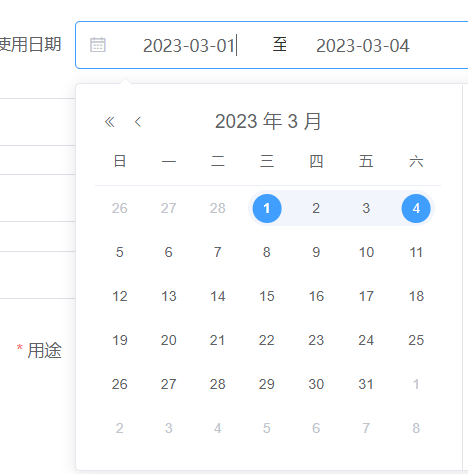 使用日期 2023-03-01 至 2023-03-04
2023 年 3 月
日 一 二 三 四 五 六
26 27 28 1 2 3 4
5 6 7 8 9 10 11
12 13 14 15 16 17 18
19 20 21 22 23 24 25
26 27 28 29 30 31 1
2 3 4 5 6 7 8
* 用途